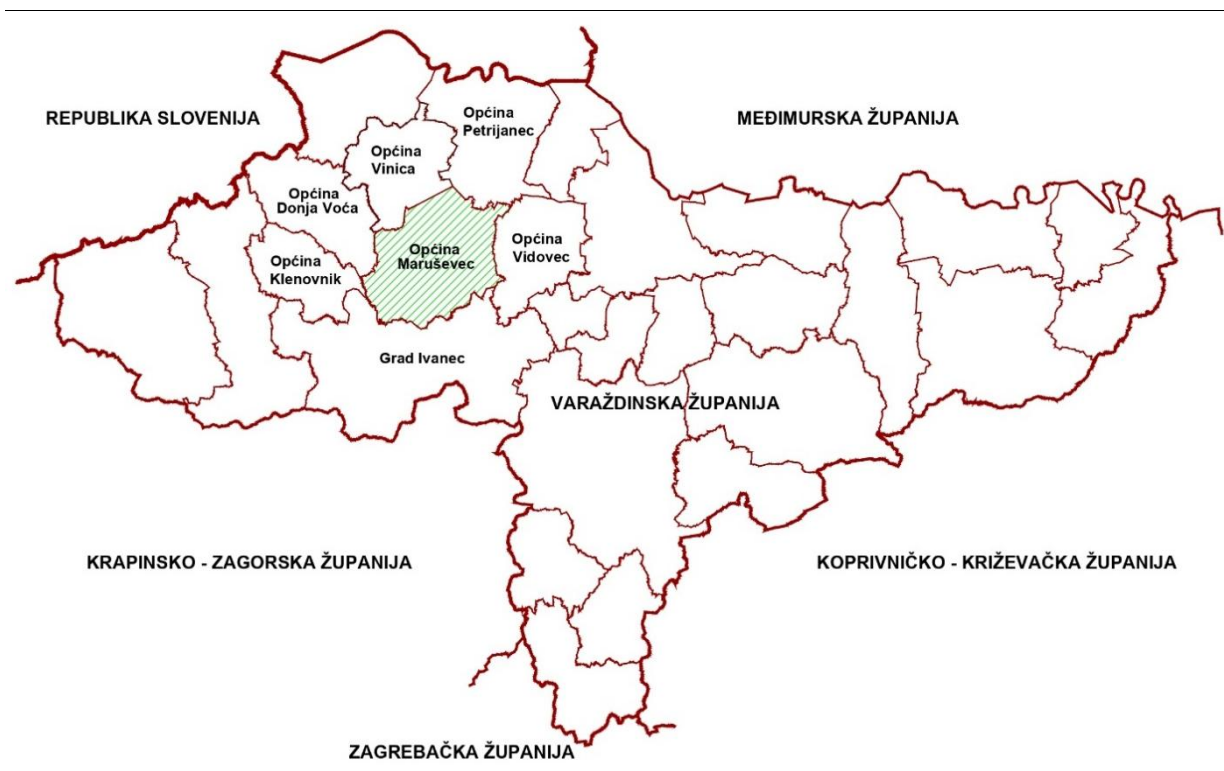 REPUBLIKA SLOVENIJA
MEĐIMURSKA ŽUPANIJA
Općina
Petrijanec
Općina
Vinica
Općina
Donja Voća
Općina
Klenovnik
Općina
Maruševec
Općina
Vidovec
Grad Ivanec
VARAŽDINSKA ŽUPANIJA
KRAPINSKO - ZAGORSKA ŽUPANIJA
KOPRIVNIČKO - KRIŽEVAČKA ŽUPANIJA
ZAGREBAČKA ŽUPANIJA